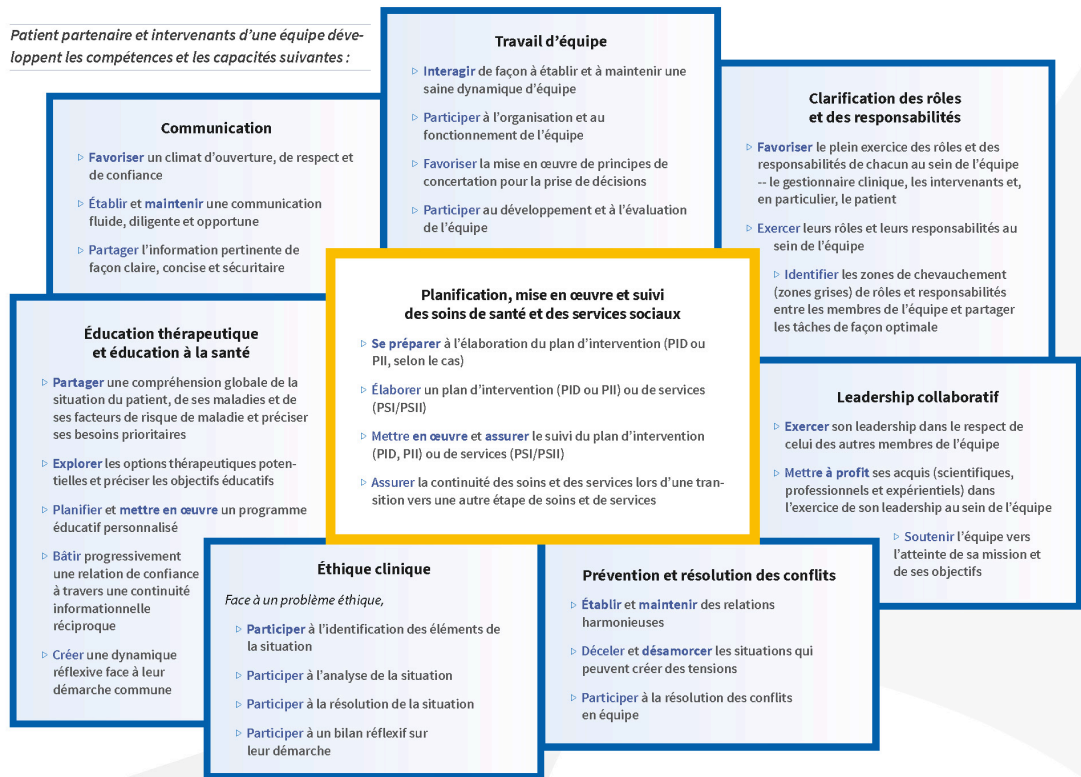 Patient partenaire et intervenants d’une équipe déve-
loppent les compétences et les capacités suivantes :
Travail d’équipe
▷ Interagir de façon à établir et à maintenir une
saine dynamique d’équipe
▷ Participer à l’organisation et au
fonctionnement de l’équipe
▷ Favoriser la mise en œuvre de principes de
concertation pour la prise de décisions
▷ Participer au développement et à l’évaluation
de l’équipe
Communication
▷ Favoriser un climat d’ouverture, de respect et
de confiance
▷ Établir et maintenir une communication
fluide, diligente et opportune
▷ Partager l’information pertinente de
façon claire, concise et sécuritaire
Clarification des rôles
et des responsabilités
▷ Favoriser le plein exercice des rôles et des
responsabilités de chacun au sein de l’équipe
-- le gestionnaire clinique, les intervenants et,
en particulier, le patient
▷ Exercer leurs rôles et leurs responsabilités au
sein de l’équipe
▷ Identifier les zones de chevauchement
(zones grises) de rôles et responsabilités
entre les membres de l’équipe et partager
les tâches de façon optimale
Planification, mise en œuvre et suivi
des soins de santé et des services sociaux
▷ Se préparer à l’élaboration du plan d’intervention (PID ou
PII, selon le cas)
▷ Élaborer un plan d’intervention (PID ou PII) ou de services
(PSI/PSII)
▷ Mettre en œuvre et assurer le suivi du plan d’intervention
(PID, PII) ou de services (PSI/PSII)
▷ Assurer la continuité des soins et des services lors d’une tran-
sition vers une autre étape de soins et de services
Éducation thérapeutique
et éducation à la santé
▷ Partager une compréhension globale de la
situation du patient, de ses maladies et de
ses facteurs de risque de maladie et préciser
ses besoins prioritaires
▷ Explorer les options thérapeutiques poten-
tielles et préciser les objectifs éducatifs
▷ Planifier et mettre en œuvre un programme
éducatif personnalisé
▷ Bâtir progressivement
une relation de confiance
à travers une continuité
informationnelle
réciproque
▷ Créer une dynamique
réflexive face à leur
démarche commune
Leadership collaboratif
▷ Exercer son leadership dans le respect de
celui des autres membres de l’équipe
▷ Mettre à profit ses acquis (scientifiques,
professionnels et expérientiels) dans
l’exercice de son leadership au sein de l’équipe
▷ Soutenir l’équipe vers
l’atteinte de sa mission et
de ses objectifs
Éthique clinique
Face à un problème éthique,
▷ Participer à l’identification des éléments de
la situation
▷ Participer à l’analyse de la situation
▷ Participer à la résolution de la situation
▷ Participer à un bilan réflexif sur
leur démarche
Prévention et résolution des conflits
▷ Établir et maintenir des relations
harmonieuses
▷ Déceler et désamorcer les situations qui
peuvent créer des tensions
▷ Participer à la résolution des conflits
en équipe